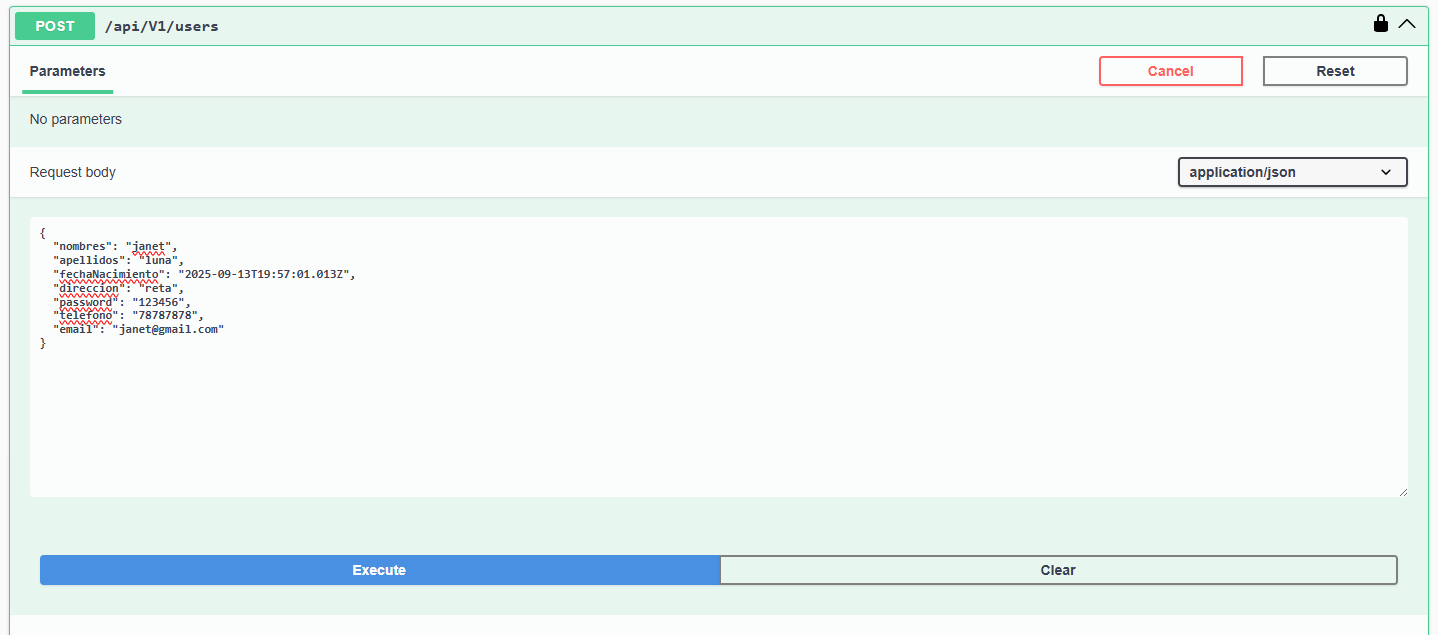 POST /api/V1/users
Parameters Cancel Reset
No parameters
Request body application/json
{
  "nombres": "janet",
  "apellidos": "luna",
  "fechaNacimiento": "2025-09-13T19:57:01.013Z",
  "direccion": "reta",
  "password": "123456",
  "telefono": "78787878",
  "email": "janet@gmail.com"
}
Execute Clear